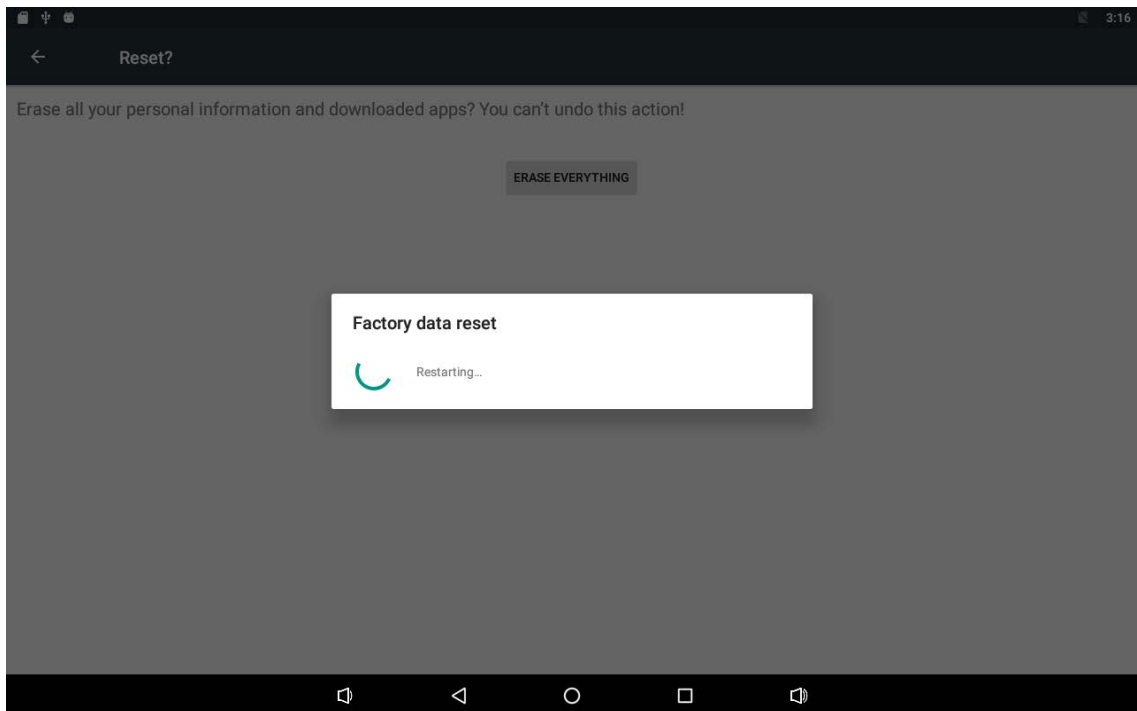 3:16
Reset?
Erase all your personal information and downloaded apps? You can't undo this action!
ERASE EVERYTHING
Factory data reset
Restarting…